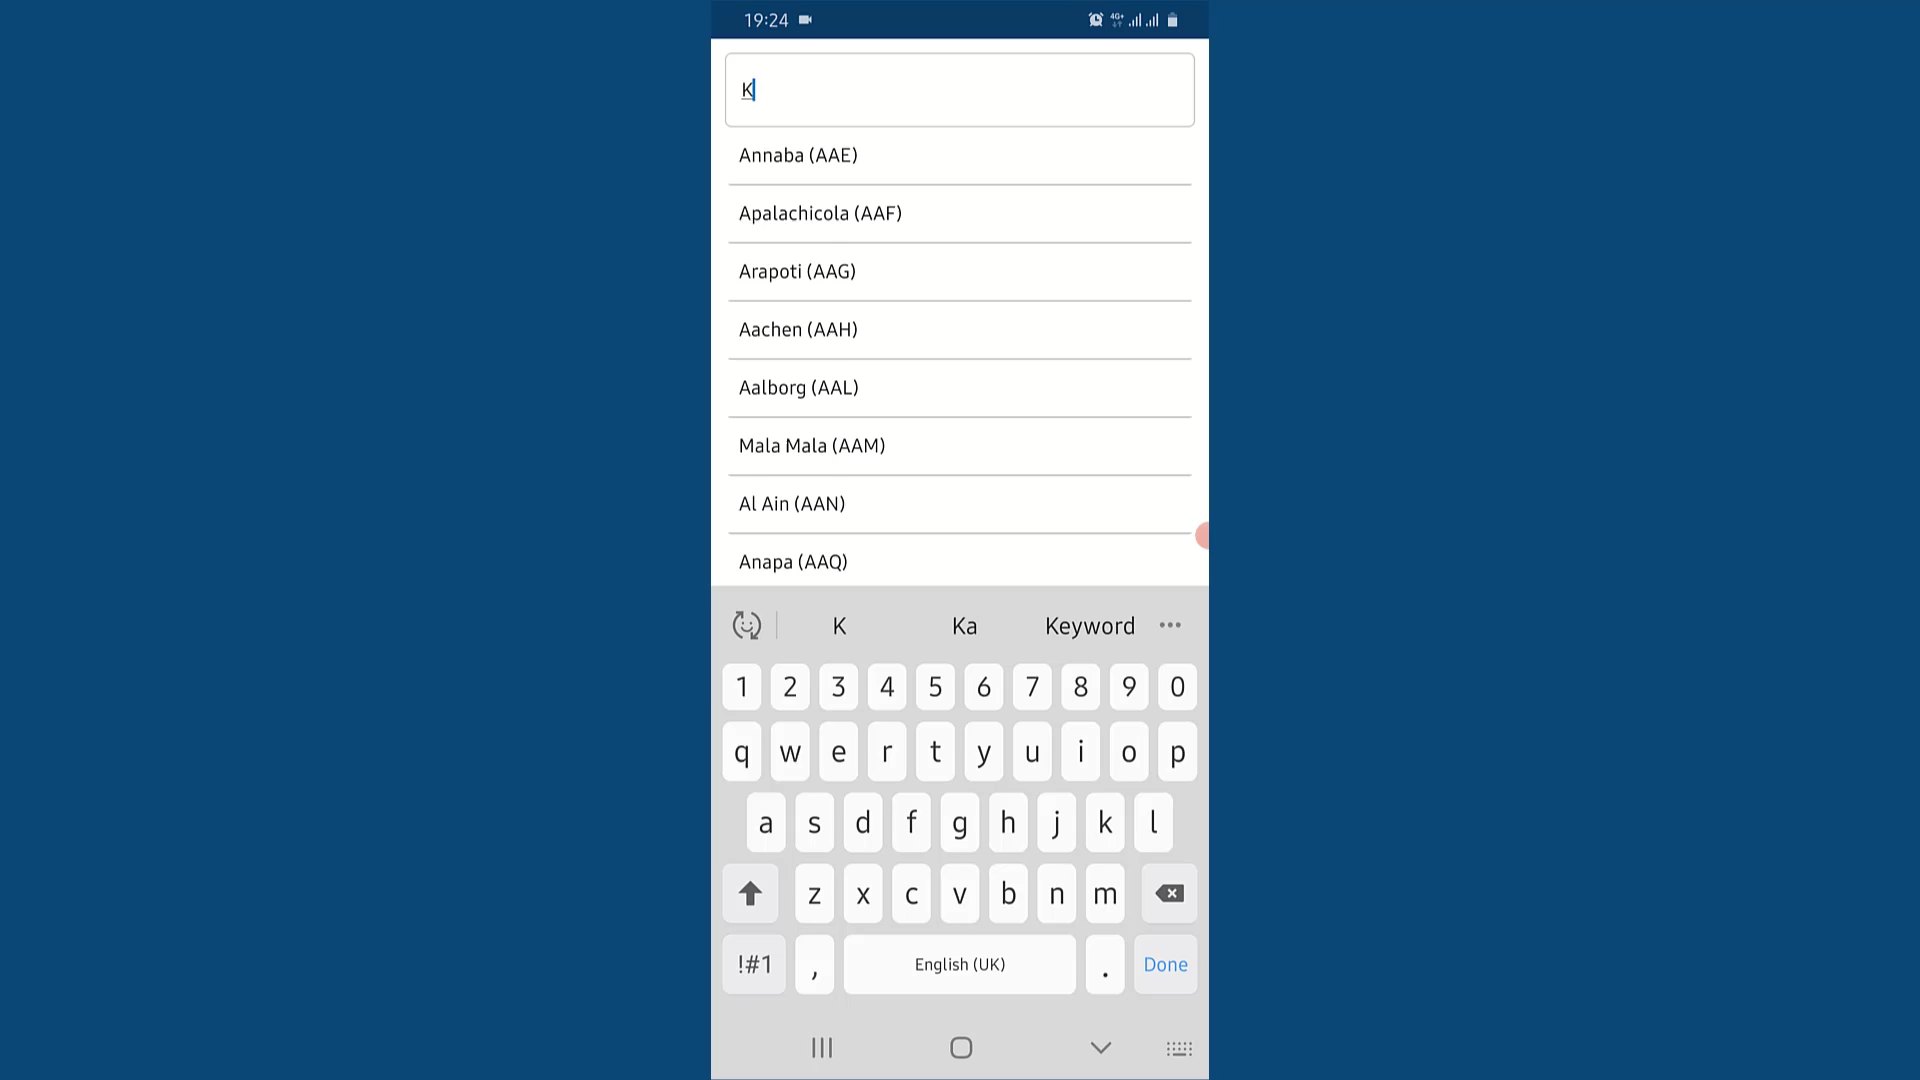 19:24 4G+
K
Annaba (AAE)
Apalachicola (AAF)
Arapoti (AAG)
Aachen (AAH)
Aalborg (AAL)
Mala Mala (AAM)
Al Ain (AAN)
Anapa (AAQ)
K Ka Keyword
1 2 3 4 5 6 7 8 9 0
q w e r t y u i o p
a s d f g h j k l
z x c v b n m
!#1 , English (UK) . Done